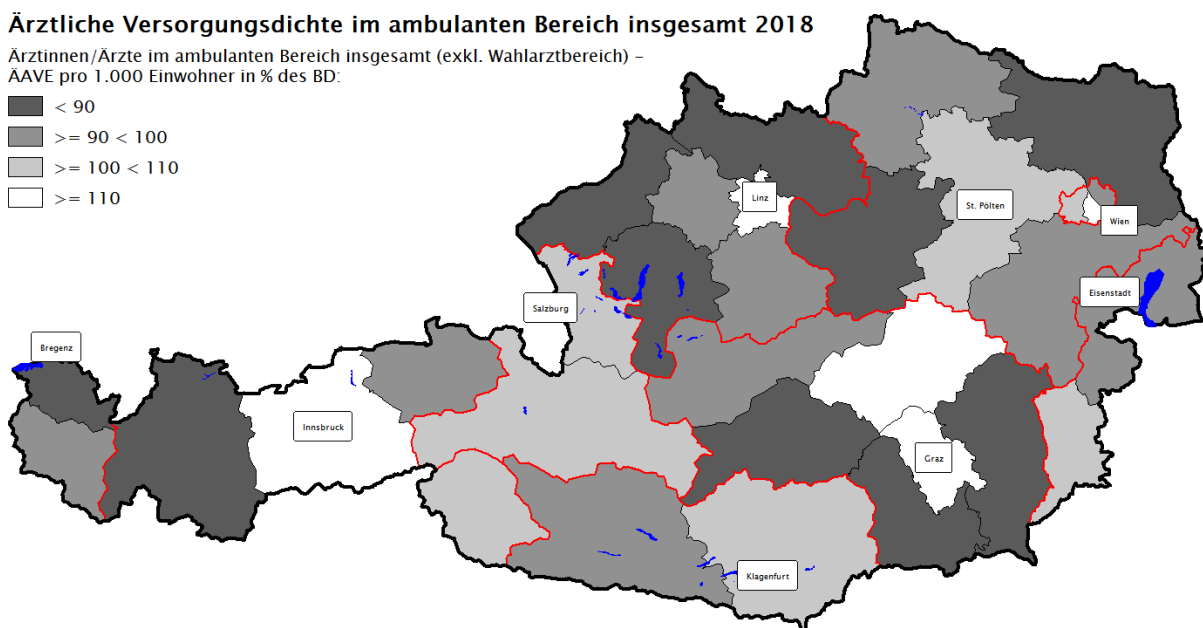 Ärztliche Versorgungsdichte im ambulanten Bereich insgesamt 2018
Ärztinnen/Ärzte im ambulanten Bereich insgesamt (exkl. Wahlarztbereich) –
ÄAVE pro 1.000 Einwohner in % des BD:
< 90
>= 90 < 100
>= 100 < 110
>= 110
Linz
St. Pölten
Wien
Eisenstadt
Salzburg
Bregenz
Innsbruck
Graz
Klagenfurt